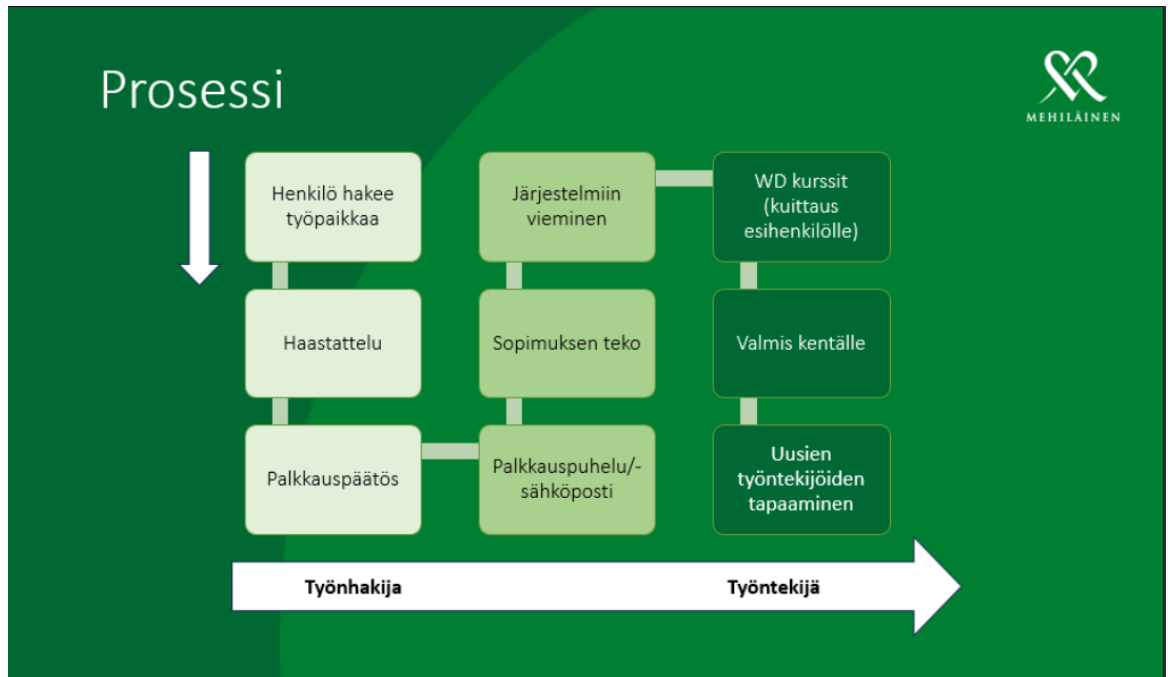 Prosessi
MEHILÄINEN
Henkilö hakee
työpaikkaa
Haastattelu
Palkkauspäätös
Palkkauspuhelu/-
sähköposti
Sopimuksen teko
Järjestelmiin
vieminen
WD kurssit
(kuittaus
esihenkilölle)
Valmis kentälle
Uusien
työntekijöiden
tapaaminen
Työnhakija
Työntekijä